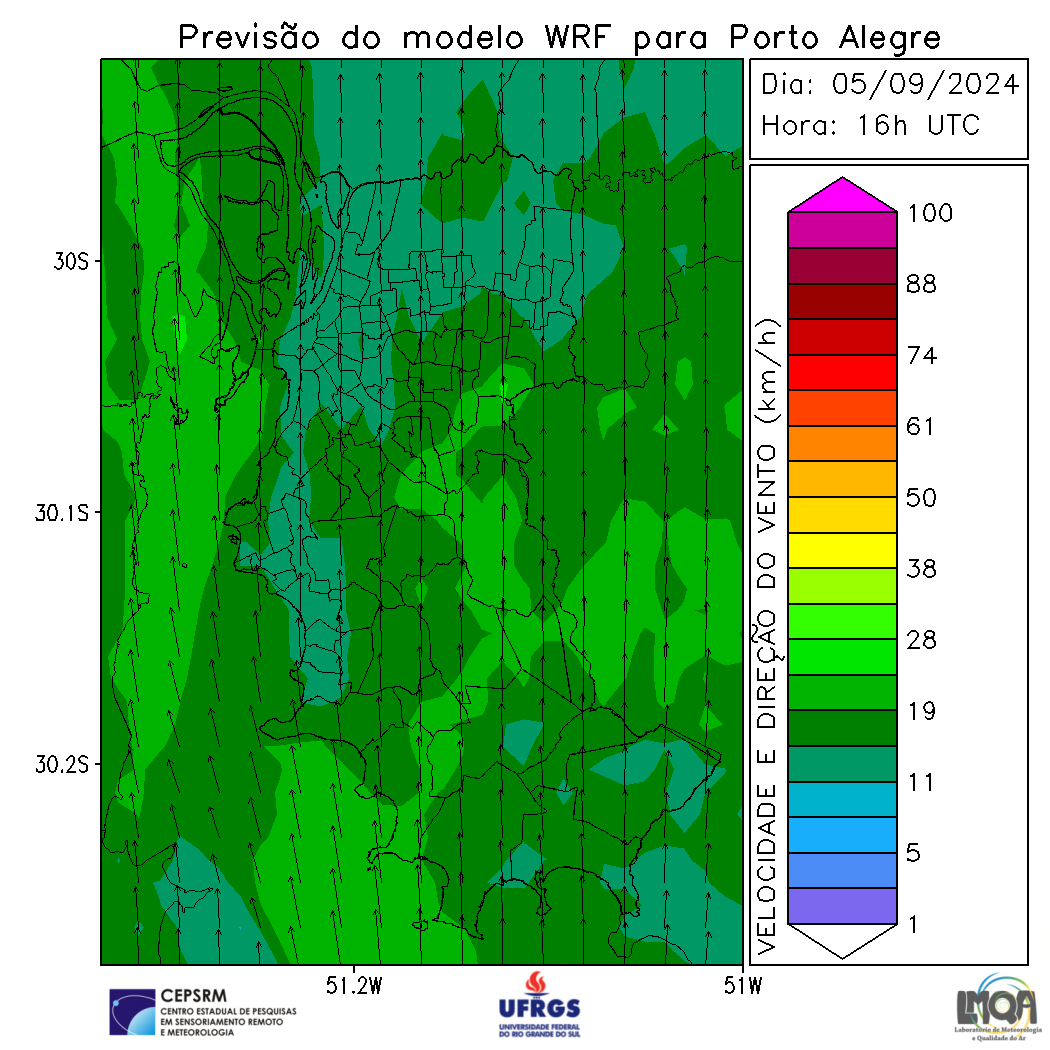 Previsão do modelo WRF para Porto Alegre
Dia: 05/09/2024
Hora: 16h UTC
30S
30.1S
30.2S
51.2W
51W
VELOCIDADE E DIREÇÃO DO VENTO (km/h)
100
88
74
61
50
38
28
19
11
5
1
CEPSRM
CENTRO ESTADUAL DE PESQUISAS
EM SENSORIAMENTO REMOTO
E METEOROLOGIA
UFRGS
UNIVERSIDADE FEDERAL
DO RIO GRANDE DO SUL
LMQA
Laboratório de Meteorologia
e Qualidade do Ar